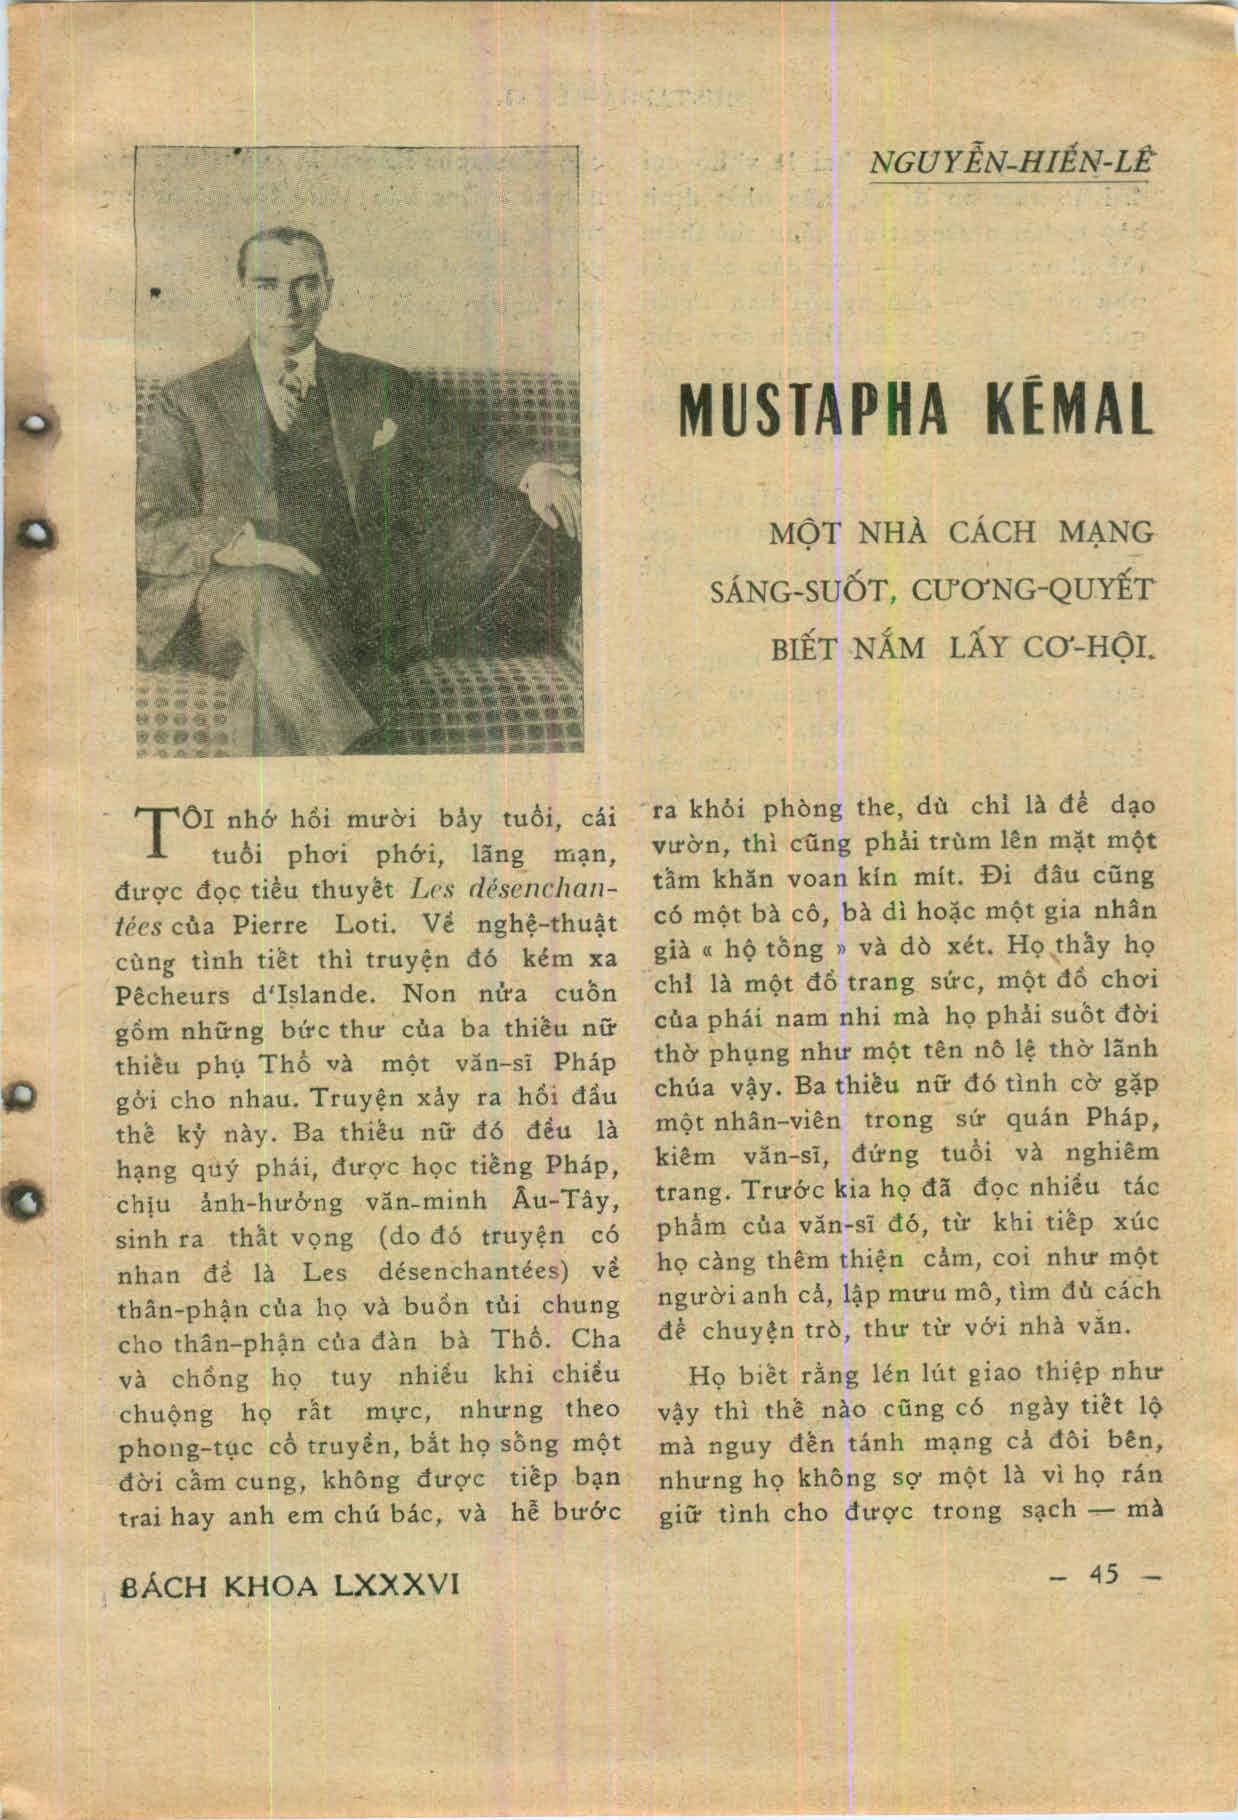 NGUYỄN-HIẾN-LÊ
MUSTAPHA KÉMAL
MỘT NHÀ CÁCH MẠNG
SÁNG-SUỐT, CƯƠNG-QUYẾT
BIẾT NẮM LẤY CƠ-HỘI.
TÔI nhớ hồi mười bảy tuổi, cái
tuổi phơi phới, lãng mạn,
được đọc tiểu thuyết Les désenchan-
tées của Pierre Loti. Về nghệ-thuật
cùng tình tiết thì truyện đó kém xa
Pêcheurs d'Islande. Non nửa cuốn
gồm những bức thư của ba thiếu nữ
thiếu phụ Thổ và một văn-sĩ Pháp
gởi cho nhau. Truyện xảy ra hồi đầu
thế kỷ này. Ba thiếu nữ đó đều là
hạng quý phái, được học tiếng Pháp,
chịu ảnh-hưởng văn-minh Âu-Tây,
sinh ra thất vọng (do đó truyện có
nhan đề là Les désenchantées) về
thân-phận của họ và buồn tủi chung
cho thân-phận của đàn bà Thổ. Cha
và chồng họ tuy nhiều khi chiều
chuộng họ rất mực, nhưng theo
phong-tục cổ truyền, bắt họ sống một
đời cấm cung, không được tiếp bạn
trai hay anh em chú bác, và hễ bước
ra khỏi phòng the, dù chỉ là để dạo
vườn, thì cũng phải trùm lên mặt một
tấm khăn voan kín mít. Đi đâu cũng
có một bà cô, bà dì hoặc một gia nhân
già « hộ tống » và dò xét. Họ thấy họ
chỉ là một đồ trang sức, một đồ chơi
của phái nam nhi mà họ phải suốt đời
thờ phụng như một tên nô lệ thờ lãnh
chúa vậy. Ba thiếu nữ đó tình cờ gặp
một nhân-viên trong sứ quán Pháp,
kiêm văn-sĩ, đứng tuổi và nghiêm
trang. Trước kia họ đã đọc nhiều tác
phẩm của văn-sĩ đó, từ khi tiếp xúc
họ càng thêm thiện cảm, coi như một
người anh cả, lập mưu mô, tìm đủ cách
để chuyện trò, thư từ với nhà văn.
Họ biết rằng lén lút giao thiệp như
vậy thì thế nào cũng có ngày tiết lộ
mà nguy đến tánh mạng cả đôi bên,
nhưng họ không sợ một là vì họ rán
giữ tình cho được trong sạch — mà
BÁCH KHOA LXXXVI
— 45 —